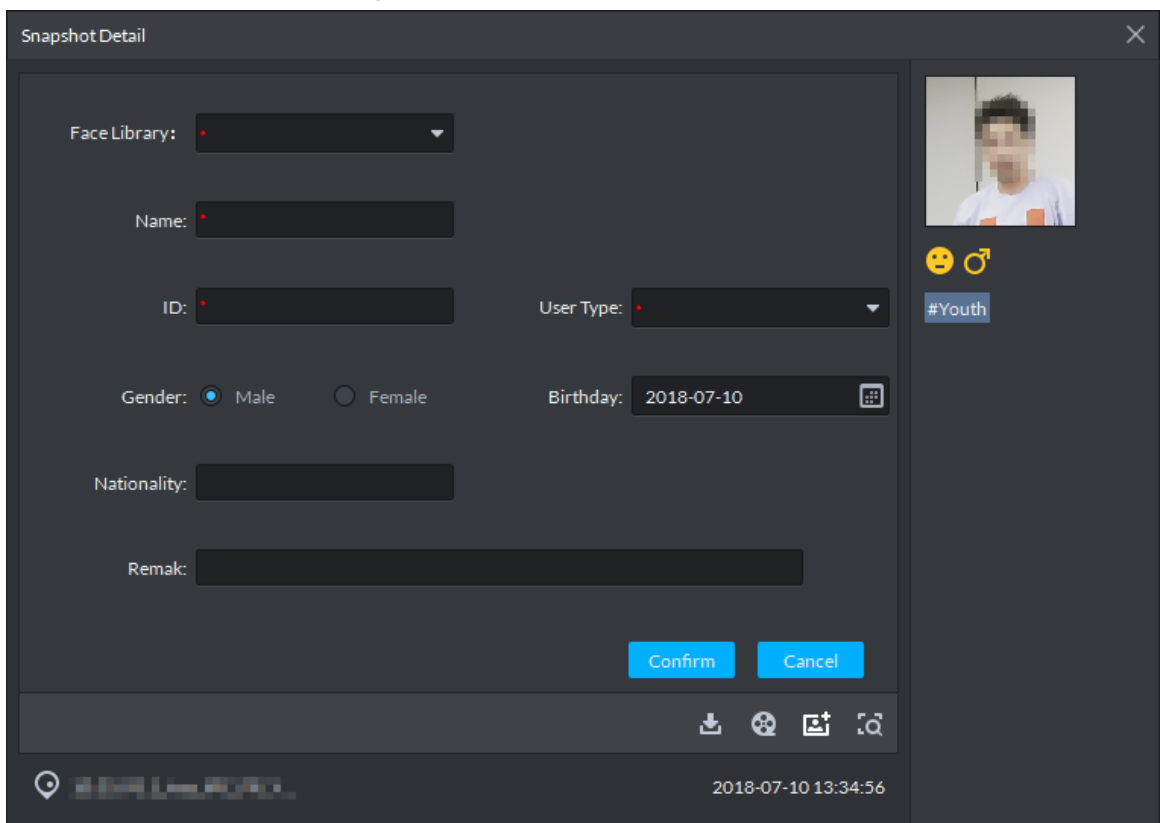 Snapshot Detail
Face Library:
Name:
ID:
User Type:
Gender: Male Female
Birthday: 2018-07-10
Nationality:
Remak:
Confirm Cancel
2018-07-10 13:34:56
#Youth